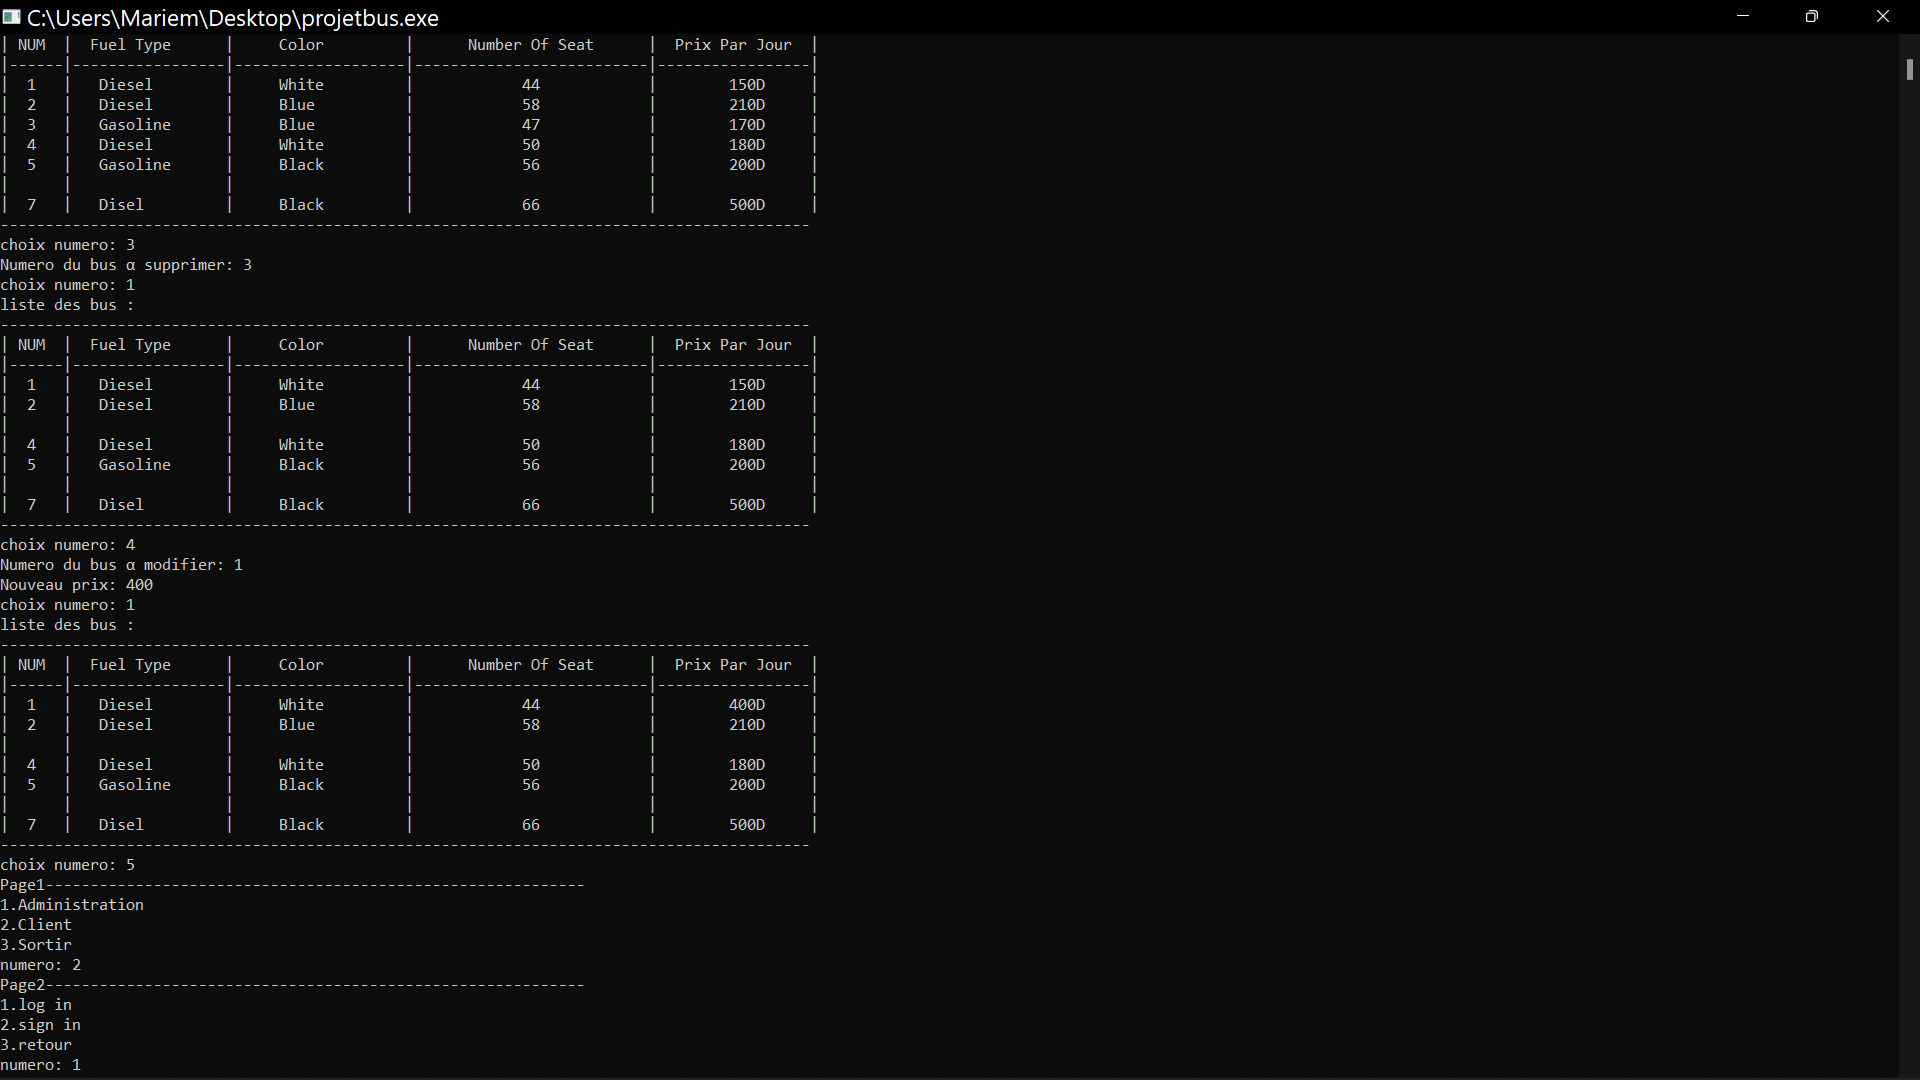 C:\Users\Mariem\Desktop\projetbus.exe
| NUM | Fuel Type | Color | Number Of Seat | Prix Par Jour |
|------|-----------------|-------------------|--------------------------|-----------------|
| 1 | Diesel | White | 44 | 150D |
| 2 | Diesel | Blue | 58 | 210D |
| 3 | Gasoline | Blue | 47 | 170D |
| 4 | Diesel | White | 50 | 180D |
| 5 | Gasoline | Black | 56 | 200D |
| | | | | |
| 7 | Disel | Black | 66 | 500D |
------------------------------------------------------------------------------------------
choix numero: 3
Numero du bus α supprimer: 3
choix numero: 1
liste des bus :
------------------------------------------------------------------------------------------
| NUM | Fuel Type | Color | Number Of Seat | Prix Par Jour |
|------|-----------------|-------------------|--------------------------|-----------------|
| 1 | Diesel | White | 44 | 150D |
| 2 | Diesel | Blue | 58 | 210D |
| | | | | |
| 4 | Diesel | White | 50 | 180D |
| 5 | Gasoline | Black | 56 | 200D |
| | | | | |
| 7 | Disel | Black | 66 | 500D |
------------------------------------------------------------------------------------------
choix numero: 4
Numero du bus α modifier: 1
Nouveau prix: 400
choix numero: 1
liste des bus :
------------------------------------------------------------------------------------------
| NUM | Fuel Type | Color | Number Of Seat | Prix Par Jour |
|------|-----------------|-------------------|--------------------------|-----------------|
| 1 | Diesel | White | 44 | 400D |
| 2 | Diesel | Blue | 58 | 210D |
| | | | | |
| 4 | Diesel | White | 50 | 180D |
| 5 | Gasoline | Black | 56 | 200D |
| | | | | |
| 7 | Disel | Black | 66 | 500D |
------------------------------------------------------------------------------------------
choix numero: 5
Page1------------------------------------------------------------
1.Administration
2.Client
3.Sortir
numero: 2
Page2------------------------------------------------------------
1.log in
2.sign in
3.retour
numero: 1